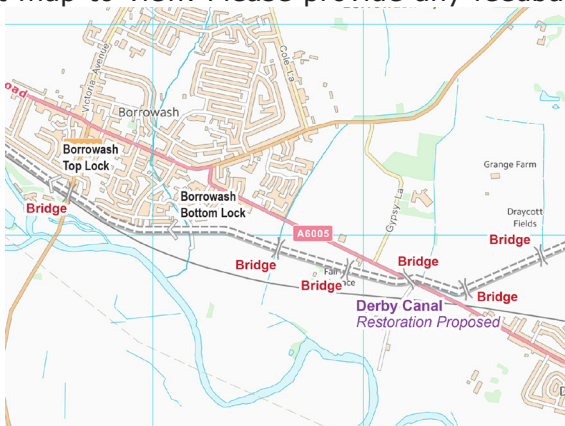 Cole La
oad
Victoria Avenue
Borrowash
Borrowash
Top Lock
Grange Farm
Borrowash
Bottom Lock
Gypsy La
Bridge
Draycott
Fields
A6005
Bridge
Bridge
Bridge
Bridge
Derby Canal
Restoration Proposed
D